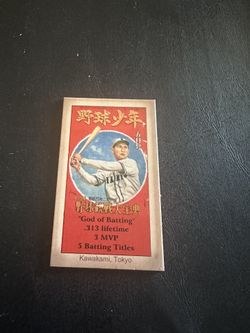 野球少年
"God of Batting"
.313 lifetime
3 MVP
5 Batting Titles
Kawakami, Tokyo